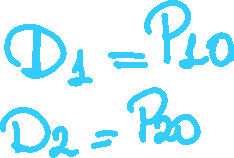 D1 = P10
D2 = P20